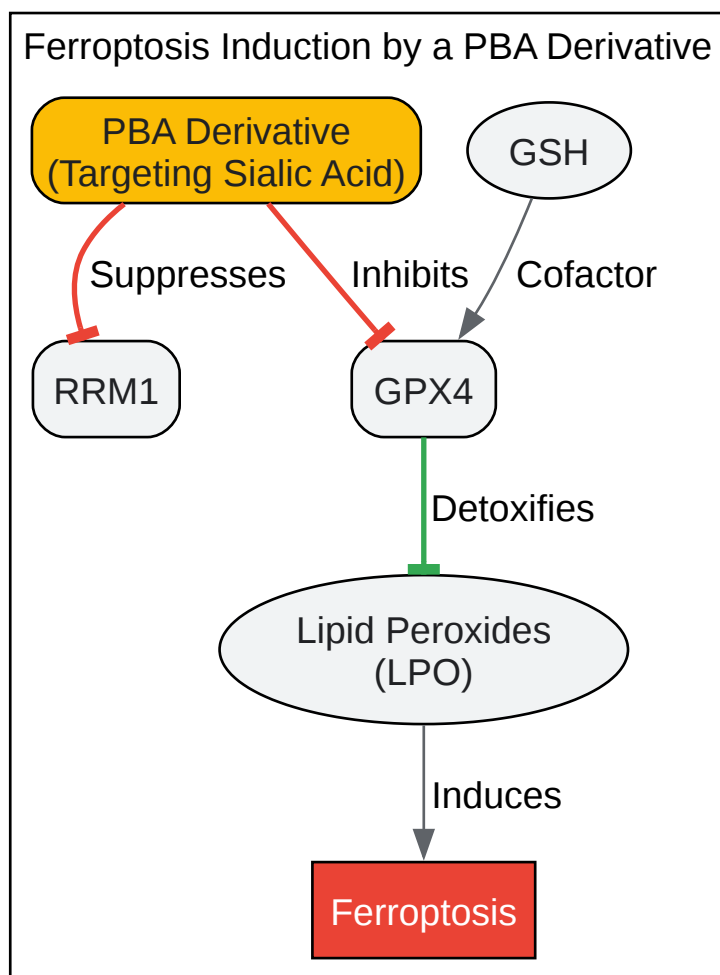 Ferroptosis Induction by a PBA Derivative
PBA Derivative
(Targeting Sialic Acid)
GSH
Suppresses
Inhibits
Cofactor
RRM1
GPX4
Detoxifies
Lipid Peroxides
(LPO)
Induces
Ferroptosis